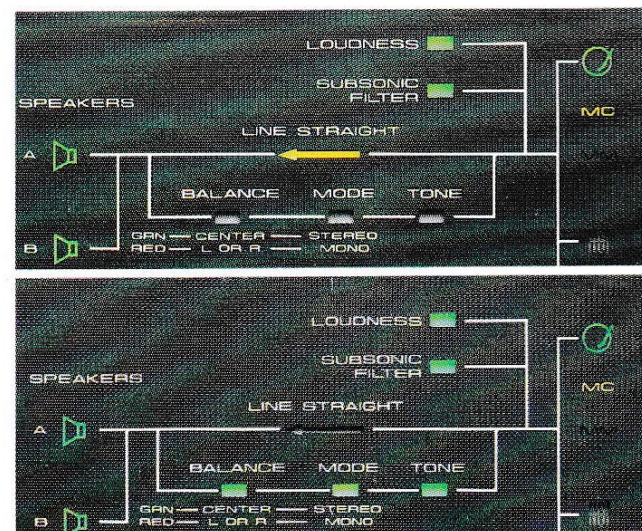 LOUDNESS
SUBSONIC
FILTER
SPEAKERS
MC
LINE STRAIGHT
A
BALANCE MODE TONE
B
GRN CENTER STEREO
RED L OR R MONO
LOUDNESS
SUBSONIC
FILTER
SPEAKERS
MC
LINE STRAIGHT
A
BALANCE MODE TONE
B
GRN CENTER STEREO
RED L OR R MONO